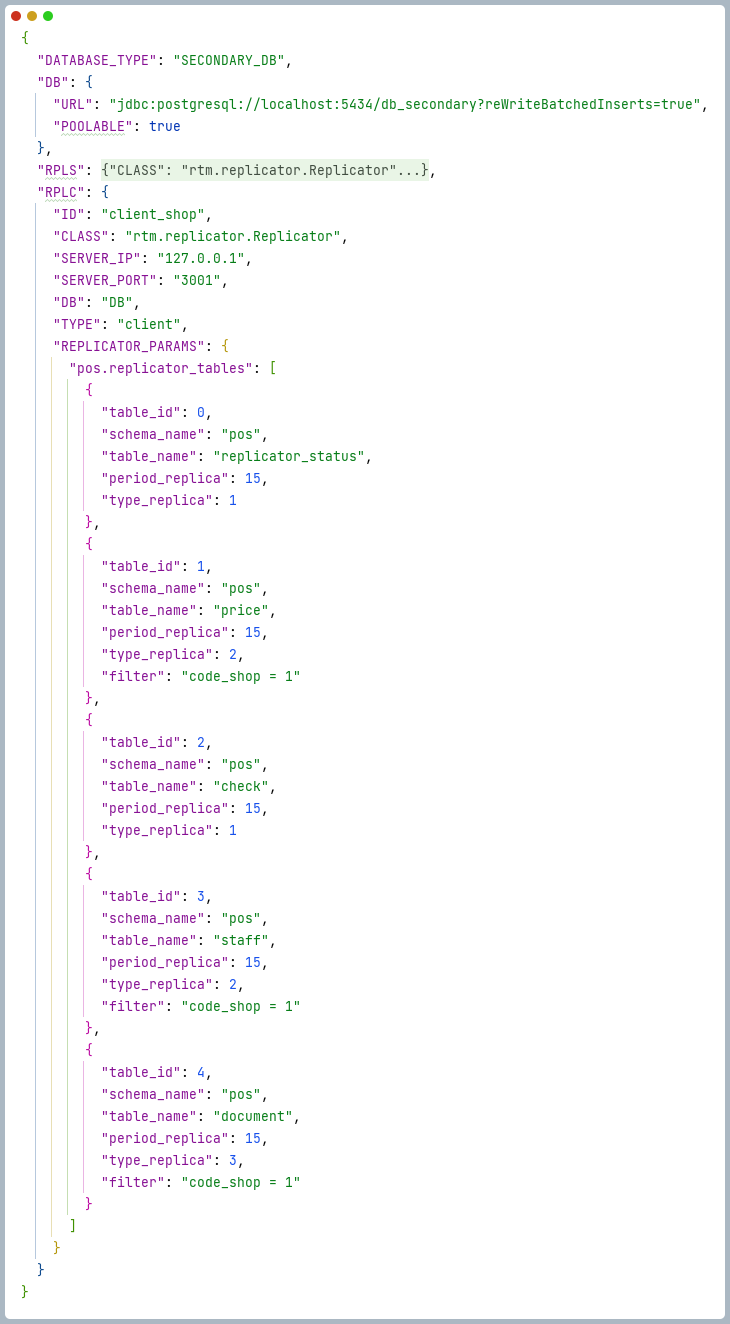 {
  "DATABASE_TYPE": "SECONDARY_DB",
  "DB": {
    "URL": "jdbc:postgresql://localhost:5434/db_secondary?reWriteBatchedInserts=true",
    "POOLABLE": true
  },
  "RPLS": {"CLASS": "rtm.replicator.Replicator"...},
  "RPLC": {
    "ID": "client_shop",
    "CLASS": "rtm.replicator.Replicator",
    "SERVER_IP": "127.0.0.1",
    "SERVER_PORT": "3001",
    "DB": "DB",
    "TYPE": "client",
    "REPLICATOR_PARAMS": {
      "pos.replicator_tables": [
        {
          "table_id": 0,
          "schema_name": "pos",
          "table_name": "replicator_status",
          "period_replica": 15,
          "type_replica": 1
        },
        {
          "table_id": 1,
          "schema_name": "pos",
          "table_name": "price",
          "period_replica": 15,
          "type_replica": 2,
          "filter": "code_shop = 1"
        },
        {
          "table_id": 2,
          "schema_name": "pos",
          "table_name": "check",
          "period_replica": 15,
          "type_replica": 1
        },
        {
          "table_id": 3,
          "schema_name": "pos",
          "table_name": "staff",
          "period_replica": 15,
          "type_replica": 2,
          "filter": "code_shop = 1"
        },
        {
          "table_id": 4,
          "schema_name": "pos",
          "table_name": "document",
          "period_replica": 15,
          "type_replica": 3,
          "filter": "code_shop = 1"
        }
      ]
    }
  }
}